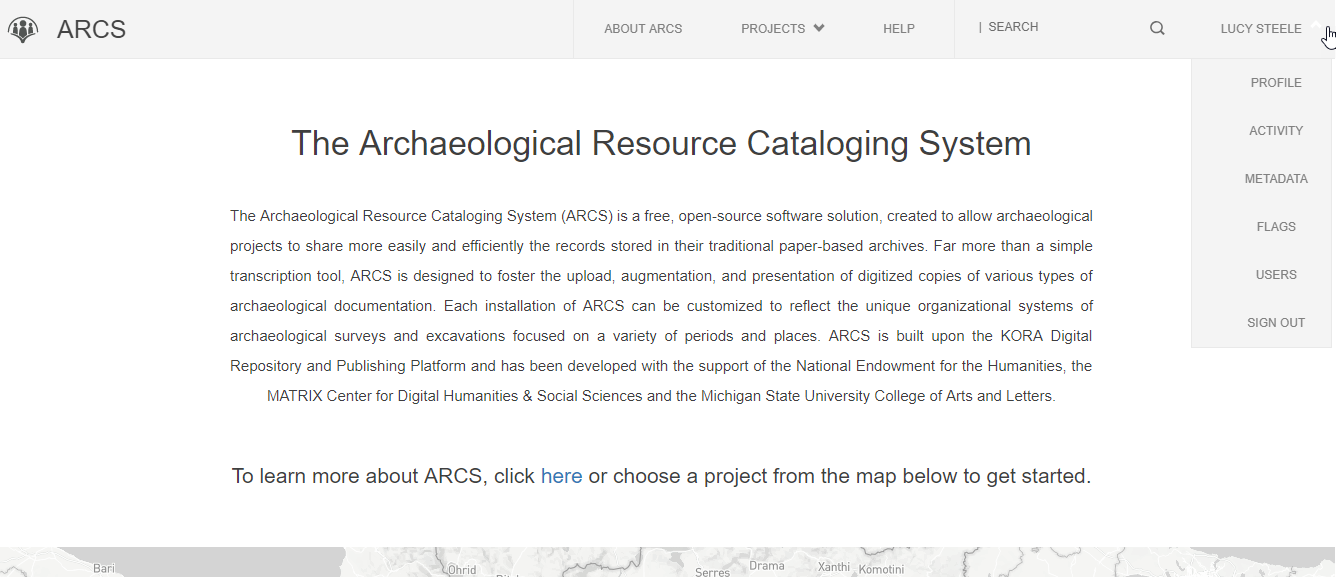 ARCS
ABOUT ARCS
PROJECTS
HELP
| SEARCH
LUCY STEELE
PROFILE
ACTIVITY
METADATA
FLAGS
USERS
SIGN OUT
The Archaeological Resource Cataloging System
The Archaeological Resource Cataloging System (ARCS) is a free, open-source software solution, created to allow archaeological
projects to share more easily and efficiently the records stored in their traditional paper-based archives. Far more than a simple
transcription tool, ARCS is designed to foster the upload, augmentation, and presentation of digitized copies of various types of
archaeological documentation. Each installation of ARCS can be customized to reflect the unique organizational systems of
archaeological surveys and excavations focused on a variety of periods and places. ARCS is built upon the KORA Digital
Repository and Publishing Platform and has been developed with the support of the National Endowment for the Humanities, the
MATRIX Center for Digital Humanities & Social Sciences and the Michigan State University College of Arts and Letters.
To learn more about ARCS, click here or choose a project from the map below to get started.
Bari
Ohrid
Serres
Drama
Xanthi
Komotini